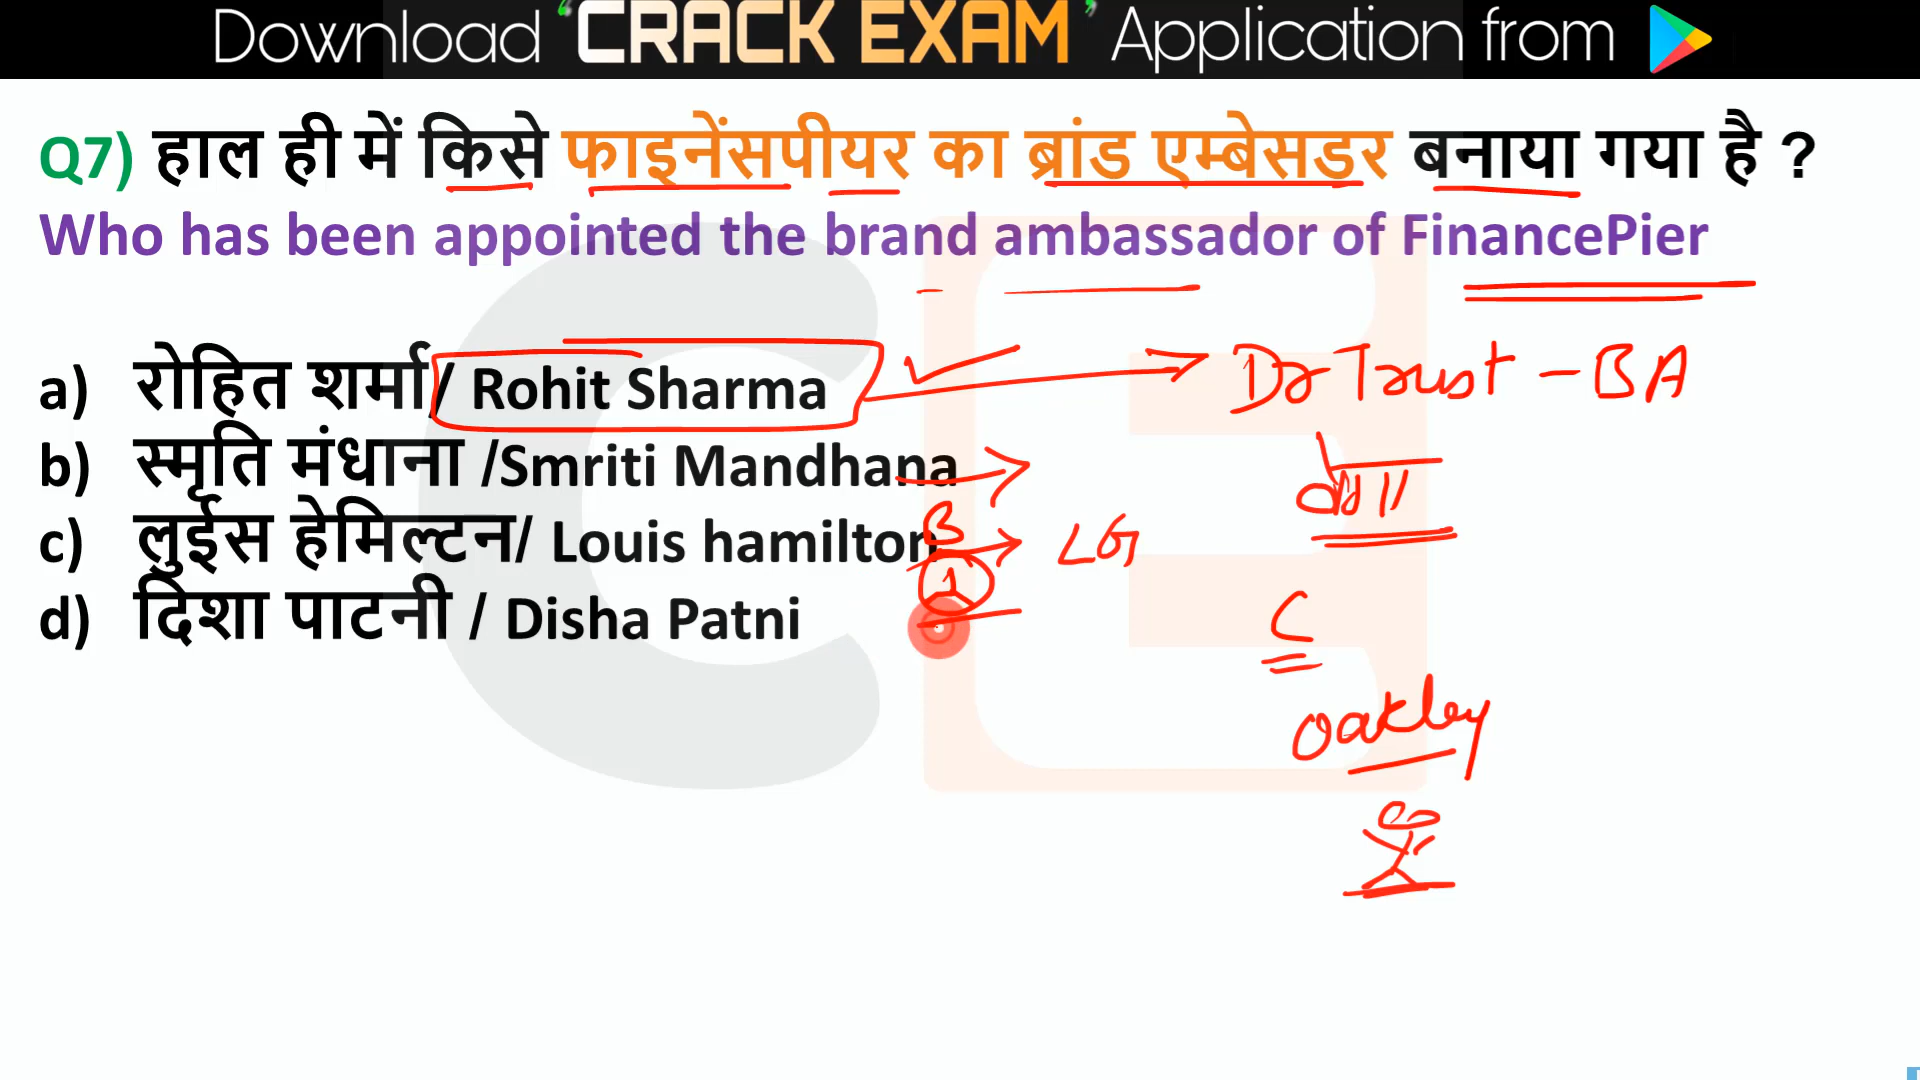 Download 'CRACK EXAM' Application from
Q7) हाल ही में किसे फाइनेंसपीयर का ब्रांड एम्बेसडर बनाया गया है ?
Who has been appointed the brand ambassador of FinancePier
a) रोहित शर्मा/ Rohit Sharma
Dr Trust - BA
b) स्मृति मंधाना /Smriti Mandhana
c) लुईस हेमिल्टन/ Louis hamilton
B
LG
d) दिशा पाटनी / Disha Patni
1
C
Oakley
CE